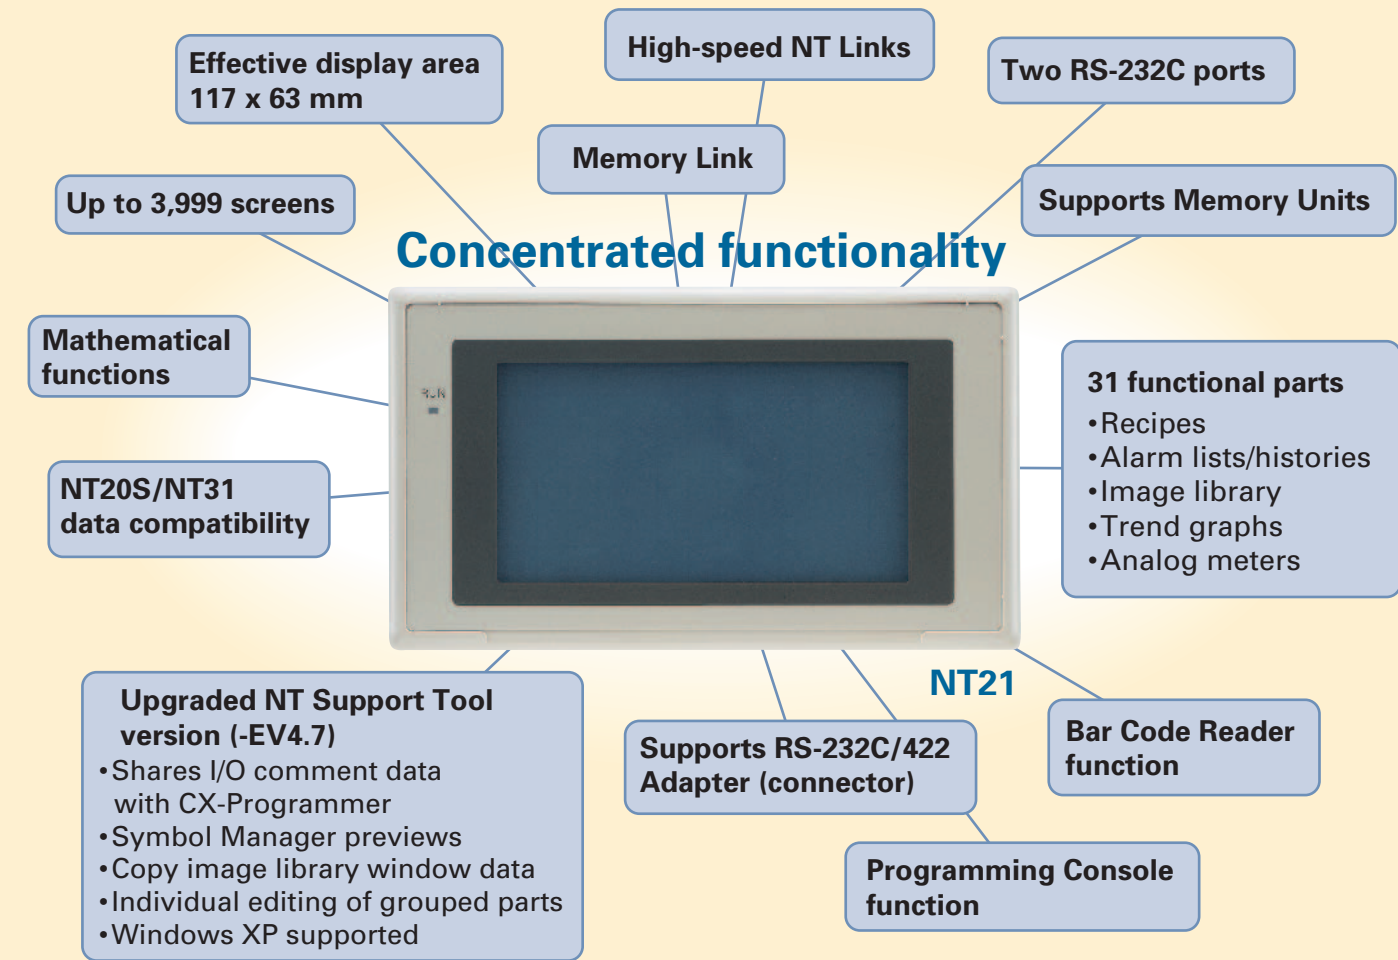 Effective display area
117 x 63 mm
High-speed NT Links
Two RS-232C ports
Memory Link
Up to 3,999 screens
Supports Memory Units
Concentrated functionality
Mathematical
functions
RUN
31 functional parts
•Recipes
•Alarm lists/histories
•Image library
•Trend graphs
•Analog meters
NT20S/NT31
data compatibility
NT21
Upgraded NT Support Tool
version (-EV4.7)
•Shares I/O comment data
with CX-Programmer
•Symbol Manager previews
•Copy image library window data
•Individual editing of grouped parts
•Windows XP supported
Supports RS-232C/422
Adapter (connector)
Bar Code Reader
function
Programming Console
function